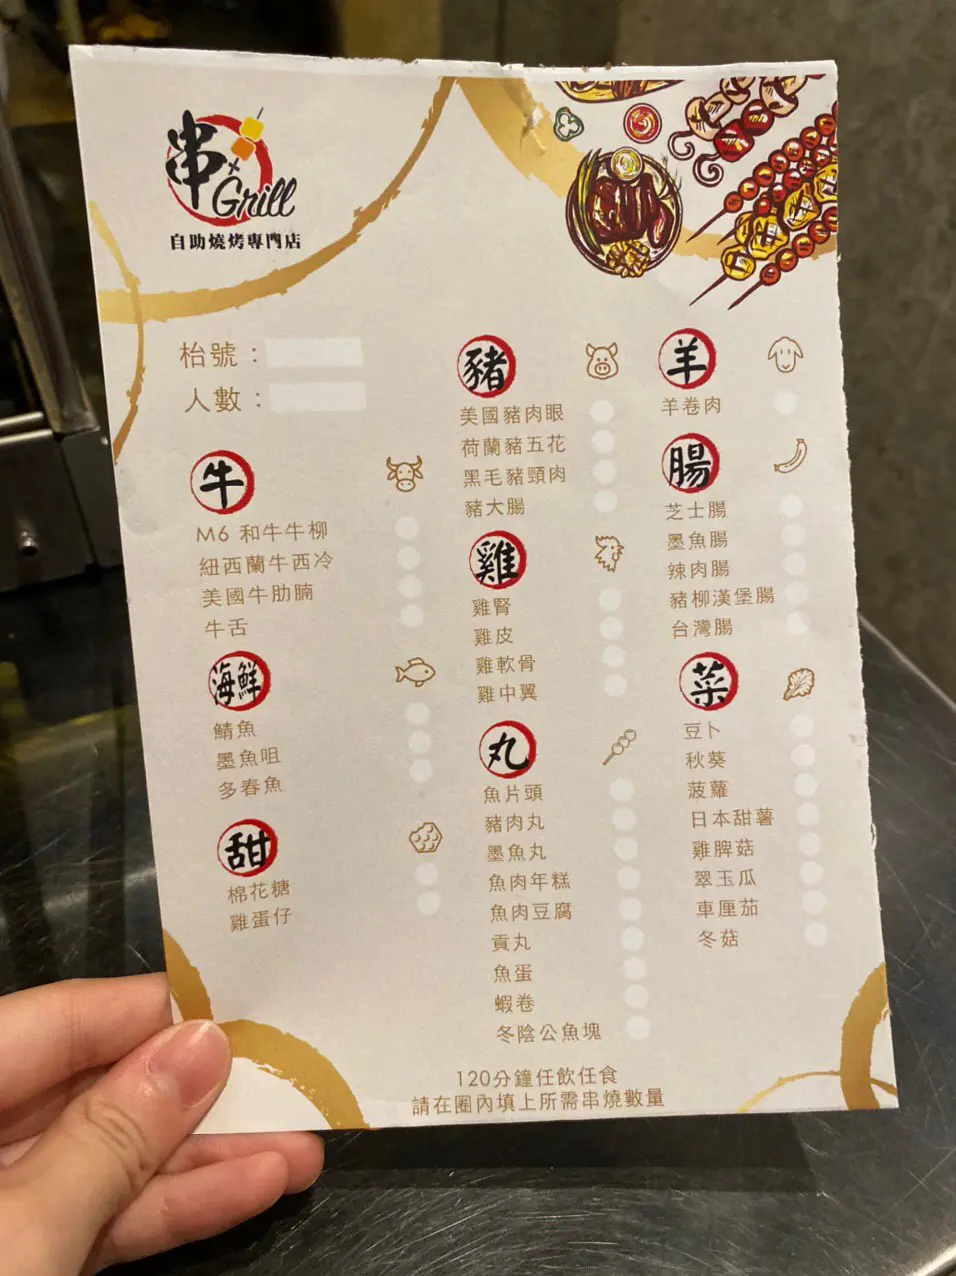 串
Grill
自助燒烤專門店
枱號：
人數：
牛
M6 和牛牛柳
紐西蘭牛西冷
美國牛肋腩
牛舌
海鮮
鯖魚
墨魚咀
多春魚
甜
棉花糖
雞蛋仔
豬
美國豬肉眼
荷蘭豬五花
黑毛豬頸肉
豬大腸
雞
雞腎
雞皮
雞軟骨
雞中翼
丸
魚片頭
豬肉丸
墨魚丸
魚肉年糕
魚肉豆腐
貢丸
魚蛋
蝦卷
冬陰公魚塊
羊
羊卷肉
腸
芝士腸
墨魚腸
辣肉腸
豬柳漢堡腸
台灣腸
菜
豆卜
秋葵
菠蘿
日本甜薯
雞脾菇
翠玉瓜
車厘茄
冬菇
120分鐘任飲任食
請在圈內填上所需串燒數量